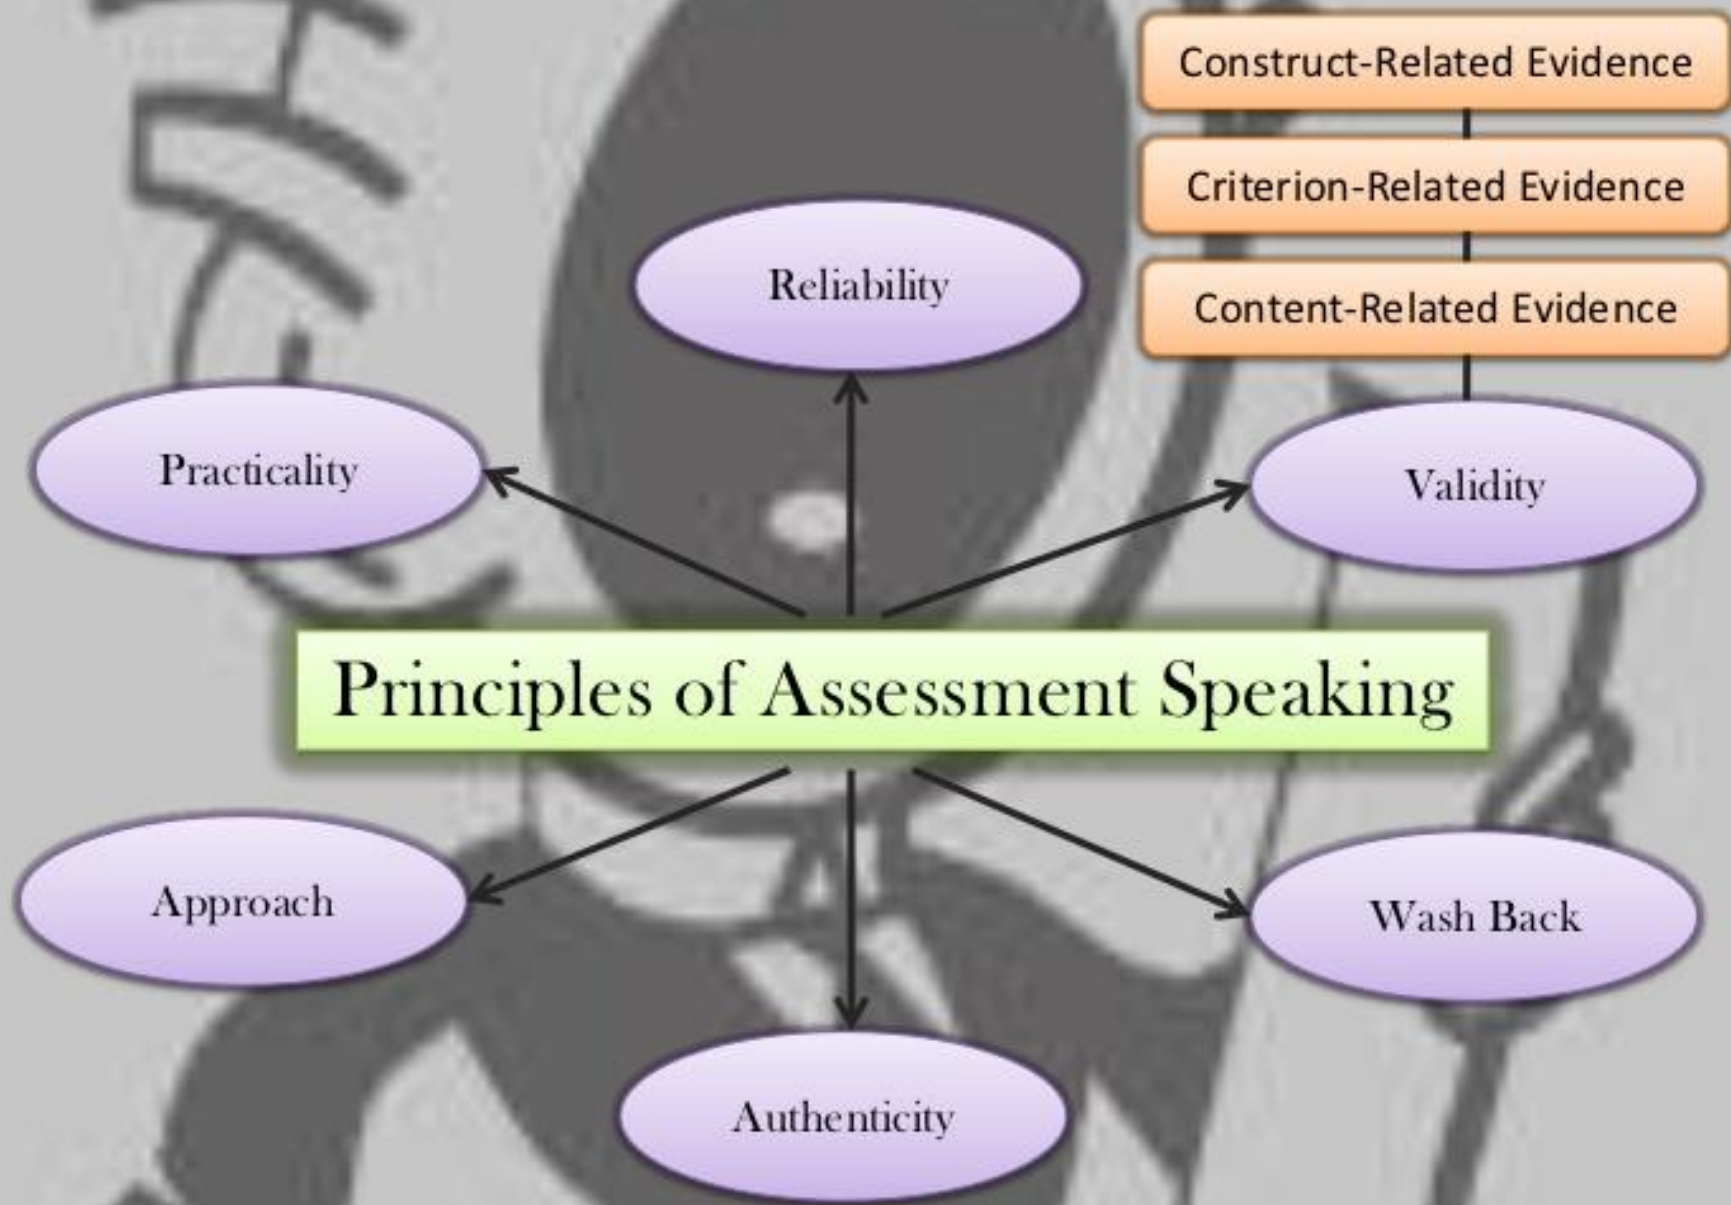 Construct-Related Evidence
Criterion-Related Evidence
Content-Related Evidence
Reliability
Practicality
Validity
Principles of Assessment Speaking
Approach
Wash Back
Authenticity